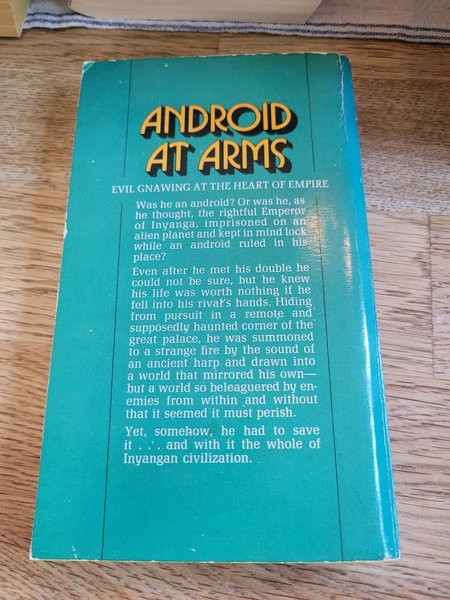 ANDROID
AT ARMS
EVIL GNAWING AT THE HEART OF EMPIRE
Was he an android? Or was he, as
he thought, the rightful Emperor
of Inyanga, imprisoned on an
alien planet and kept in mind lock
while an android ruled in his
place?
Even after he met his double he
could not be sure, but he knew
his life was worth nothing if he
fell into his rival's hands. Hiding
from pursuit in a remote and
supposedly haunted corner of the
great palace, he was summoned
to a strange fire by the sound of
an ancient harp and drawn into
a world that mirrored his own—
but a world so beleaguered by en-
emies from within and without
that it seemed it must perish.
Yet, somehow, he had to save
it . . . and with it the whole of
Inyangan civilization.